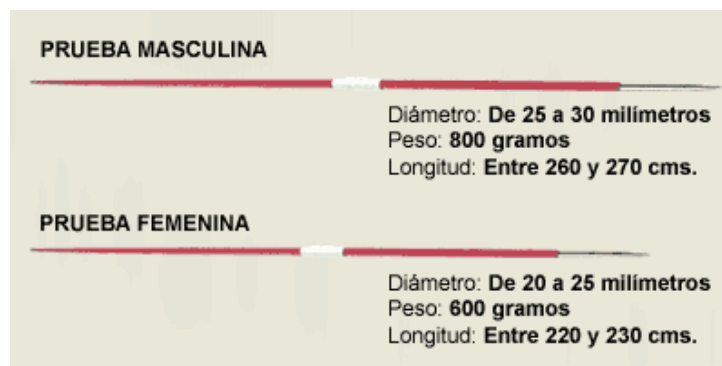 PRUEBA MASCULINA
Diámetro: De 25 a 30 milímetros
Peso: 800 gramos
Longitud: Entre 260 y 270 cms.
PRUEBA FEMENINA
Diámetro: De 20 a 25 milímetros
Peso: 600 gramos
Longitud: Entre 220 y 230 cms.